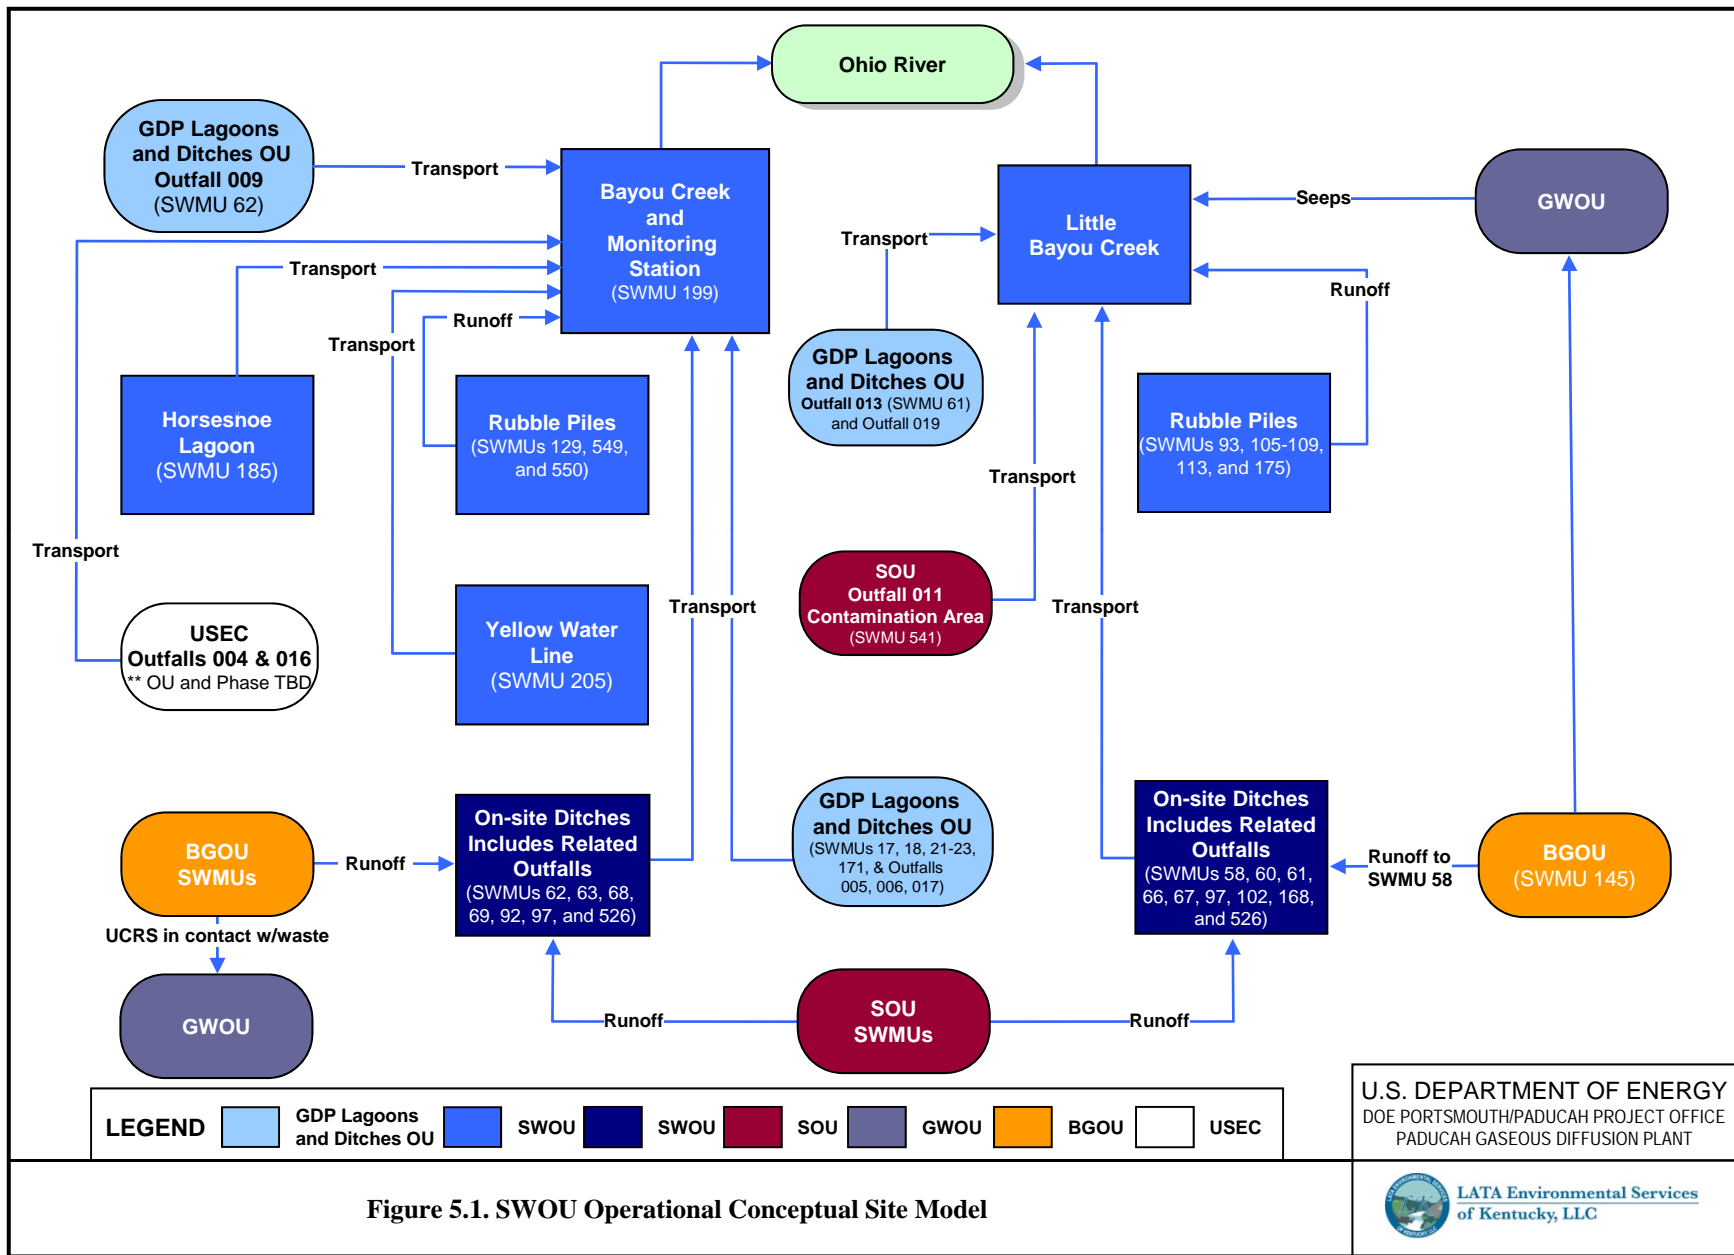 Ohio River
GDP Lagoons
and Ditches OU
Outfall 009
(SWMU 62)
Transport
Bayou Creek
and
Monitoring
Station
(SWMU 199)
Little
Bayou Creek
Seeps
GWOU
Transport
Transport
Runoff
Transport
Runoff
GDP Lagoons
and Ditches OU
Outfall 013 (SWMU 61)
and Outfall 019
Horsesnoe
Lagoon
(SWMU 185)
Rubble Piles
(SWMUs 129, 549,
and 550)
Rubble Piles
(SWMUs 93, 105-109,
113, and 175)
Transport
Transport
SOU
Outfall 011
Contamination Area
(SWMU 541)
USEC
Outfalls 004 & 016
** OU and Phase TBD
Yellow Water
Line
(SWMU 205)
Transport
Transport
BGOU
SWMUs
Runoff
On-site Ditches
Includes Related
Outfalls
(SWMUs 62, 63, 68,
69, 92, 97, and 526)
GDP Lagoons
and Ditches OU
(SWMUs 17, 18, 21-23,
171, & Outfalls
005, 006, 017)
On-site Ditches
Includes Related
Outfalls
(SWMUs 58, 60, 61,
66, 67, 97, 102, 168,
and 526)
Runoff to
SWMU 58
BGOU
(SWMU 145)
UCRS in contact w/waste
GWOU
Runoff
SOU
SWMUs
Runoff
LEGEND
GDP Lagoons
and Ditches OU
SWOU
SWOU
SOU
GWOU
BGOU
USEC
U.S. DEPARTMENT OF ENERGY
DOE PORTSMOUTH/PADUCAH PROJECT OFFICE
PADUCAH GASEOUS DIFFUSION PLANT
Figure 5.1. SWOU Operational Conceptual Site Model
LATA Environmental Services
of Kentucky, LLC